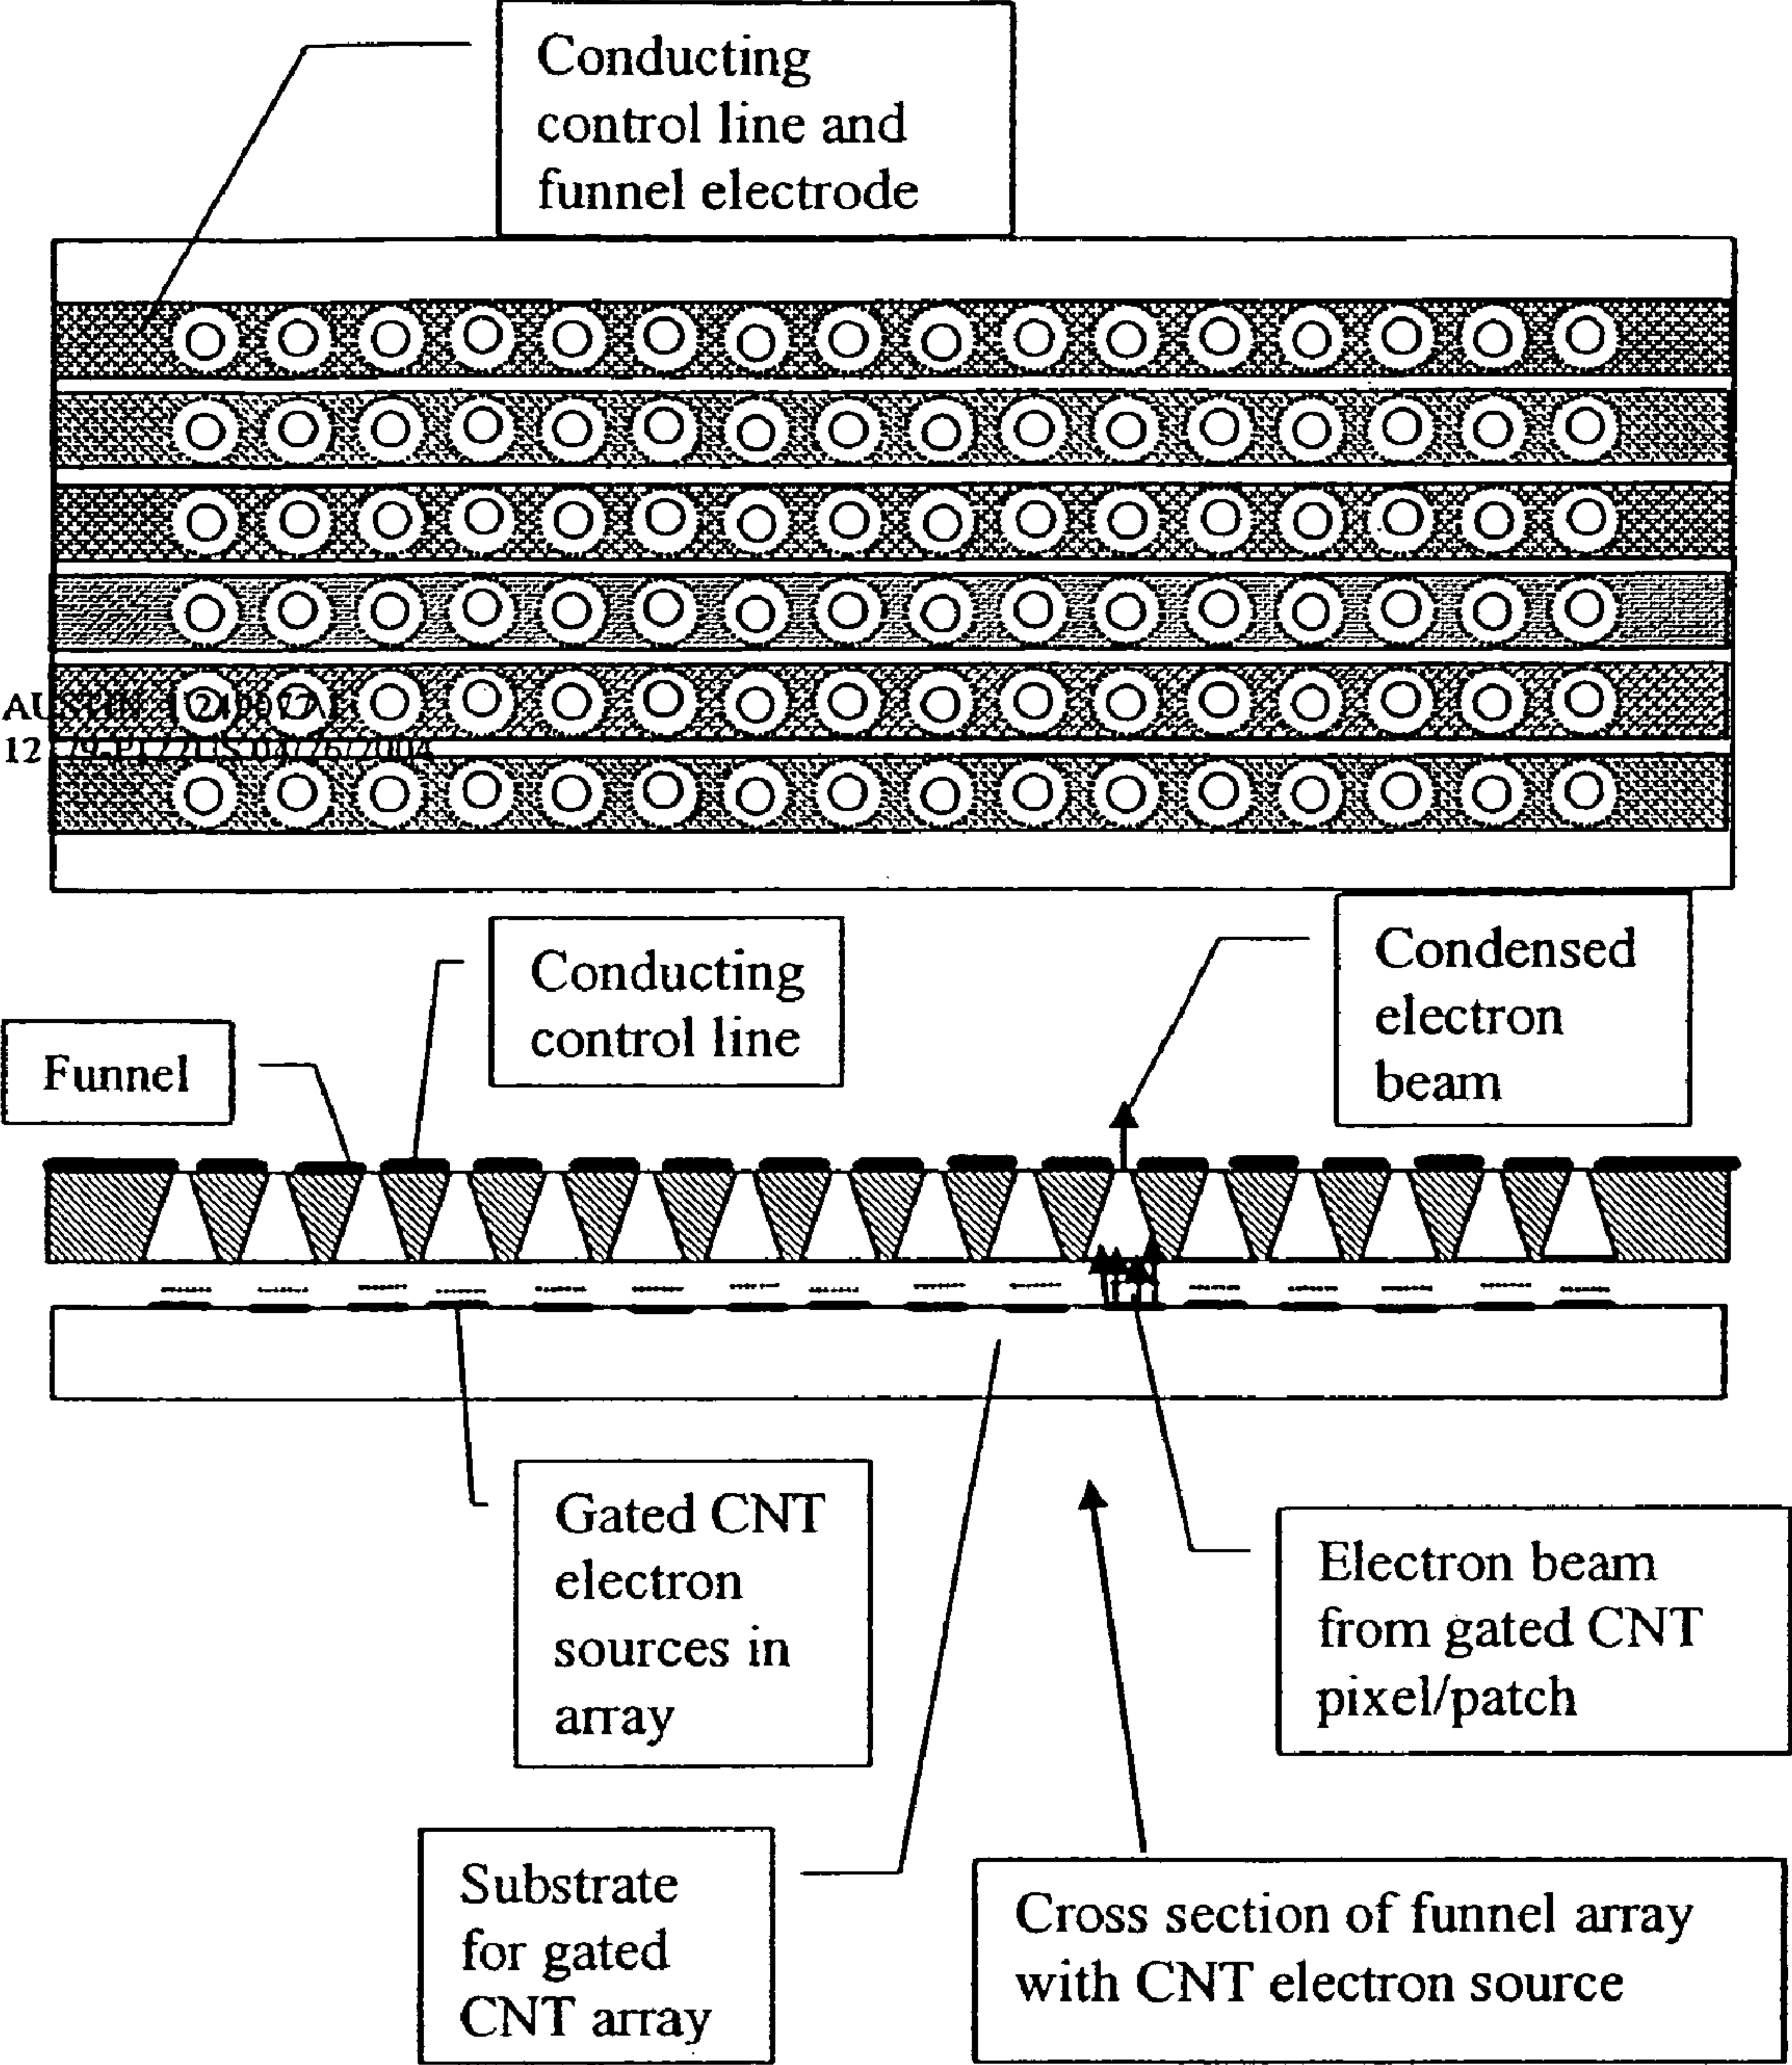 Conducting
control line and
funnel electrode
Conducting
control line
Condensed
electron
beam
Funnel
Gated CNT
electron
sources in
array
Electron beam
from gated CNT
pixel/patch
Substrate
for gated
CNT array
Cross section of funnel array
with CNT electron source